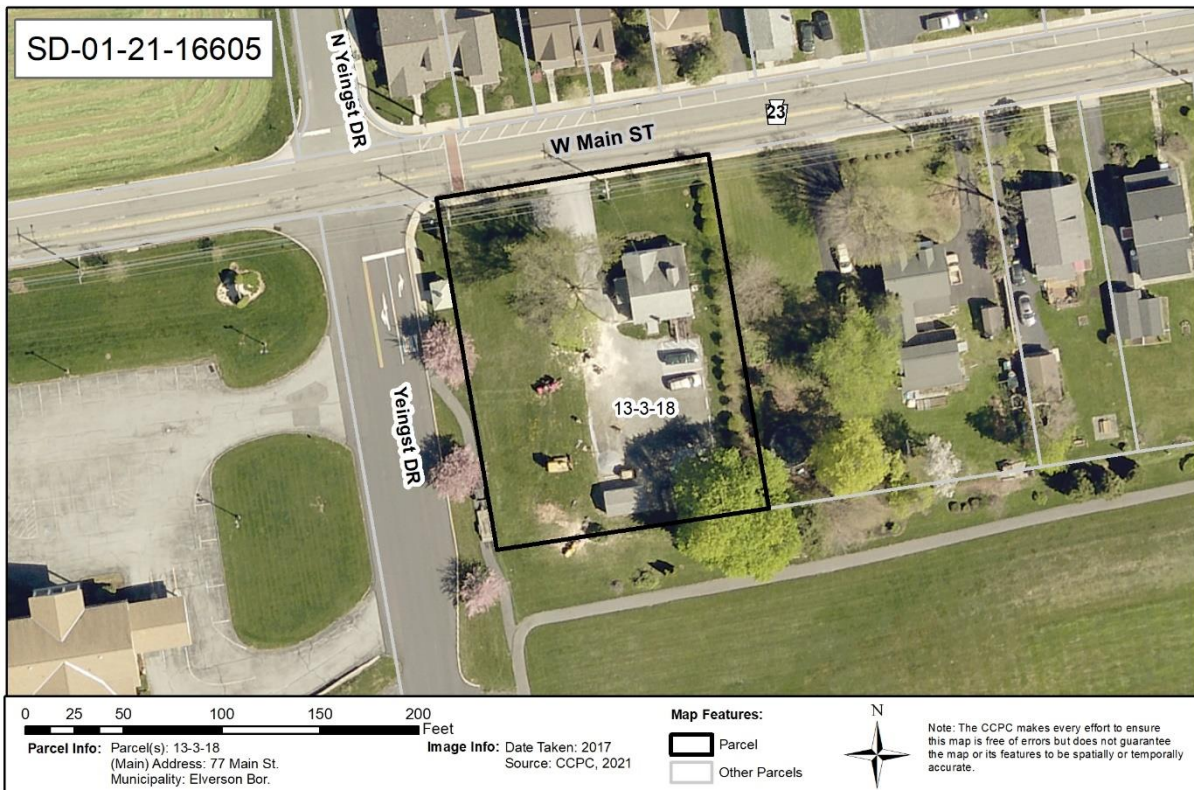 SD-01-21-16605
N Yeingst DR
W Main ST
23
Yeingst DR
13-3-18
0 25 50 100 150 200
Feet
Parcel Info: Parcel(s): 13-3-18
(Main) Address: 77 Main St.
Municipality: Elverson Bor.
Image Info: Date Taken: 2017
Source: CCPC, 2021
Map Features:
Parcel
Other Parcels
N
Note: The CCPC makes every effort to ensure
this map is free of errors but does not guarantee
the map or its features to be spatially or temporally
accurate.